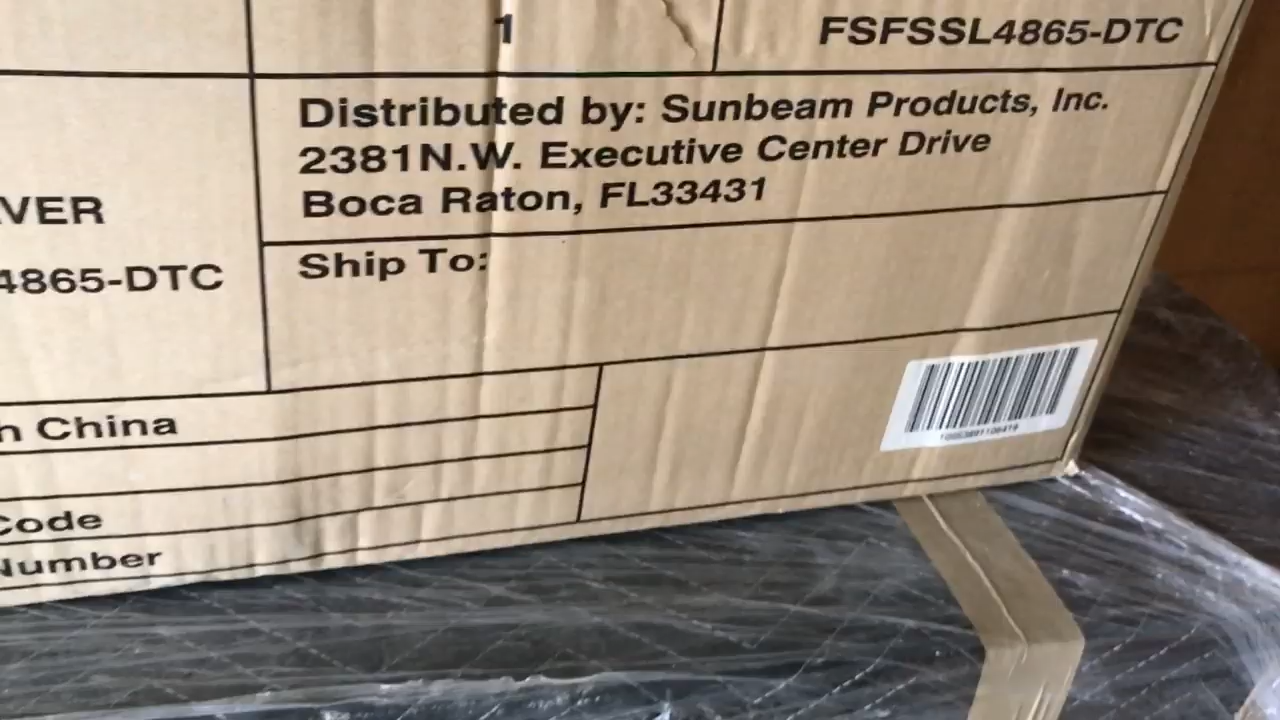 1
FSFSSL4865-DTC
Distributed by: Sunbeam Products, Inc.
2381 N.W. Executive Center Drive
Boca Raton, FL33431
VER
4865-DTC
Ship To:
n China
Code
Number